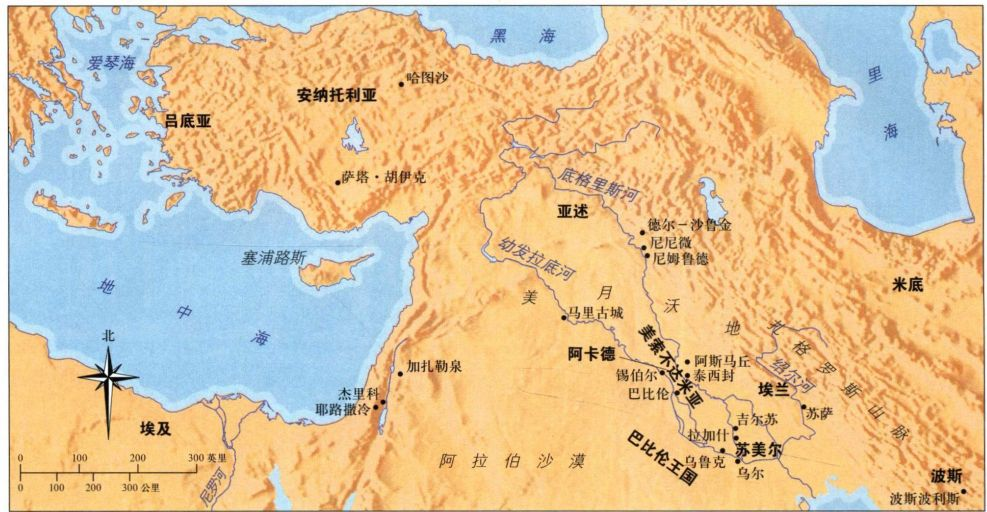 黑海
爱琴海
里海
哈图沙
安纳托利亚
吕底亚
萨塔·胡伊克
底格里斯河
亚述
德尔－沙鲁金
尼尼微
尼姆鲁德
塞浦路斯
幼发拉底河
米底
地中海
美月沃地
扎格罗斯山脉
马里古城
北
美索不达米亚
阿卡德
阿斯马丘
加扎勒泉
锡伯尔
泰西封
纽尔河
埃兰
杰里科
巴比伦
耶路撒冷
苏萨
埃及
吉尔苏
拉加什
苏美尔
巴比伦王国
0 100 200 300 英里
阿拉伯沙漠
乌鲁克
乌尔
0 100 200 300 公里
尼罗河
波斯
波斯波利斯